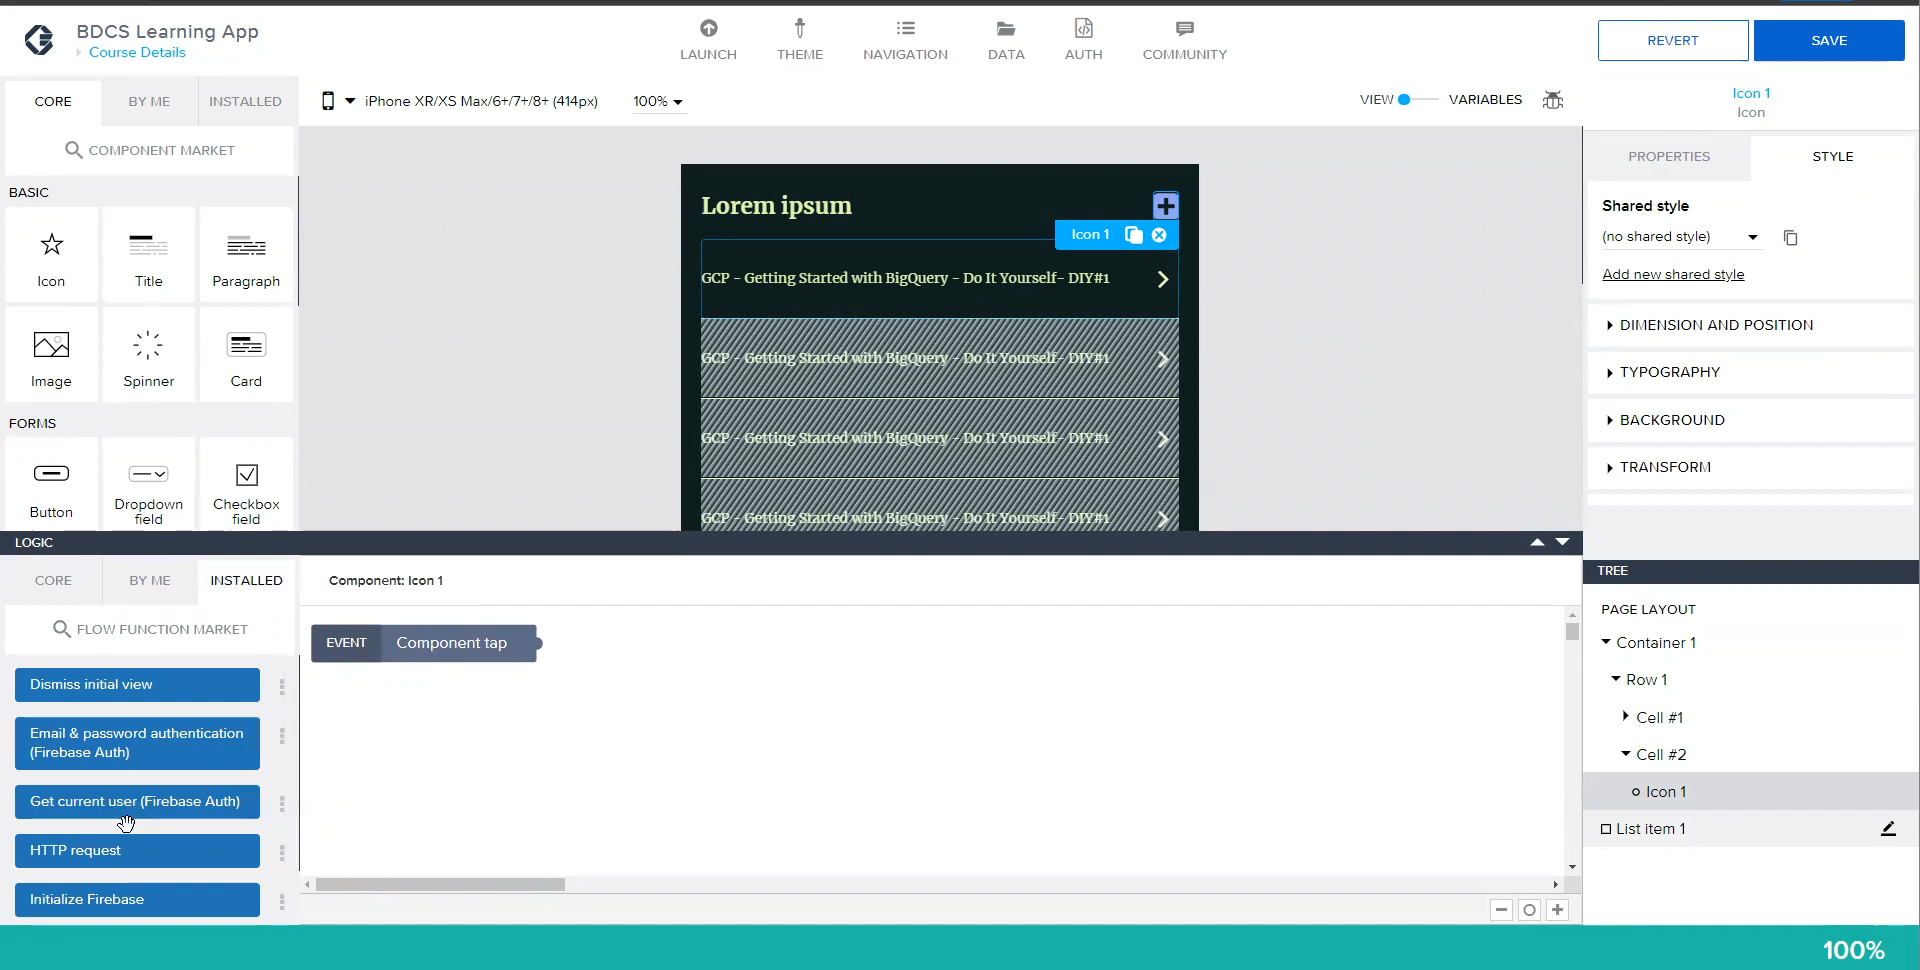 BDCS Learning App
Course Details
LAUNCH
THEME
NAVIGATION
DATA
AUTH
COMMUNITY
REVERT
SAVE
CORE
BY ME
INSTALLED
COMPONENT MARKET
iPhone XR/XS Max/6+/7+/8+ (414px)
100%
VIEW
VARIABLES
Icon 1
Icon
PROPERTIES
STYLE
BASIC
Icon
Title
Paragraph
Image
Spinner
Card
FORMS
Button
Dropdown
field
Checkbox
field
Lorem ipsum
Icon 1
GCP - Getting Started with BigQuery - Do It Yourself- DIY#1
GCP - Getting Started with BigQuery - Do It Yourself- DIY#1
GCP - Getting Started with BigQuery - Do It Yourself- DIY#1
GCP - Getting Started with BigQuery - Do It Yourself- DIY#1
Shared style
(no shared style)
Add new shared style
DIMENSION AND POSITION
TYPOGRAPHY
BACKGROUND
TRANSFORM
LOGIC
CORE
BY ME
INSTALLED
FLOW FUNCTION MARKET
Dismiss initial view
Email & password authentication
(Firebase Auth)
Get current user (Firebase Auth)
HTTP request
Initialize Firebase
Component: Icon 1
EVENT
Component tap
TREE
PAGE LAYOUT
Container 1
Row 1
Cell #1
Cell #2
Icon 1
List item 1
100%